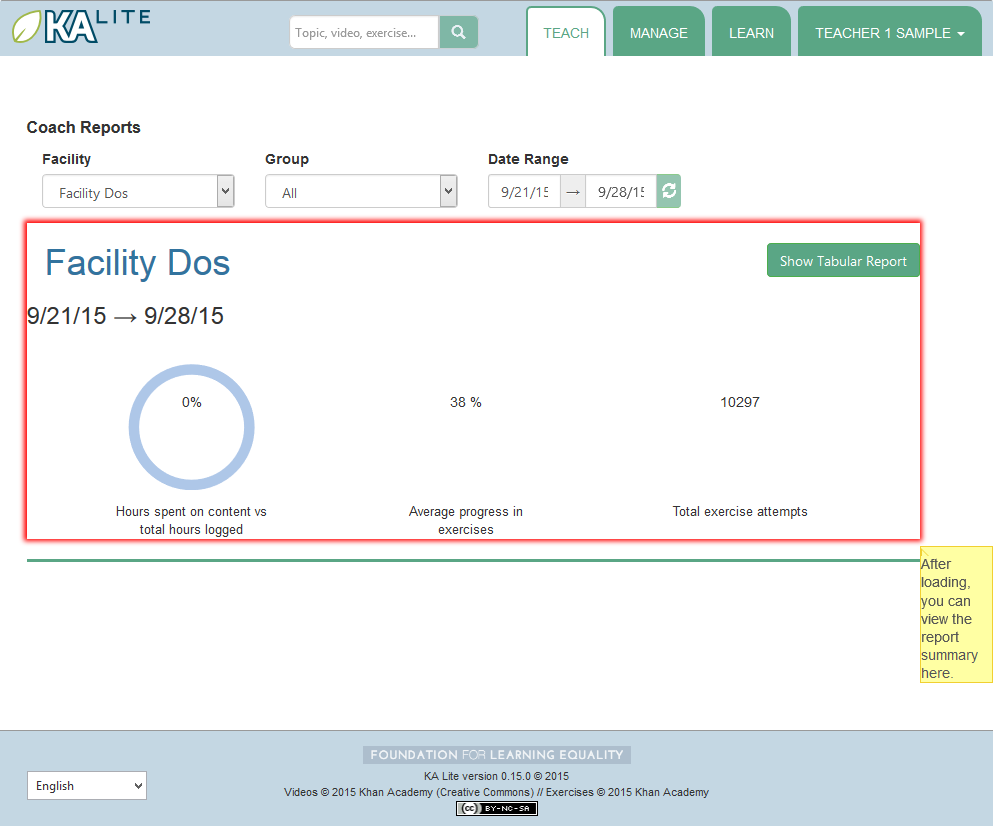 KA LITE
Topic, video, exercise...
TEACH
MANAGE
LEARN
TEACHER 1 SAMPLE
Coach Reports
Facility
Group
Date Range
Facility Dos
All
9/21/15
→
9/28/15
Facility Dos
Show Tabular Report
9/21/15 → 9/28/15
0%
38 %
10297
Hours spent on content vs
total hours logged
Average progress in
exercises
Total exercise attempts
After
loading,
you can
view the
report
summary
here.
FOUNDATION FOR LEARNING EQUALITY
English
KA Lite version 0.15.0 © 2015
Videos © 2015 Khan Academy (Creative Commons) // Exercises © 2015 Khan Academy
cc BY-NC-SA